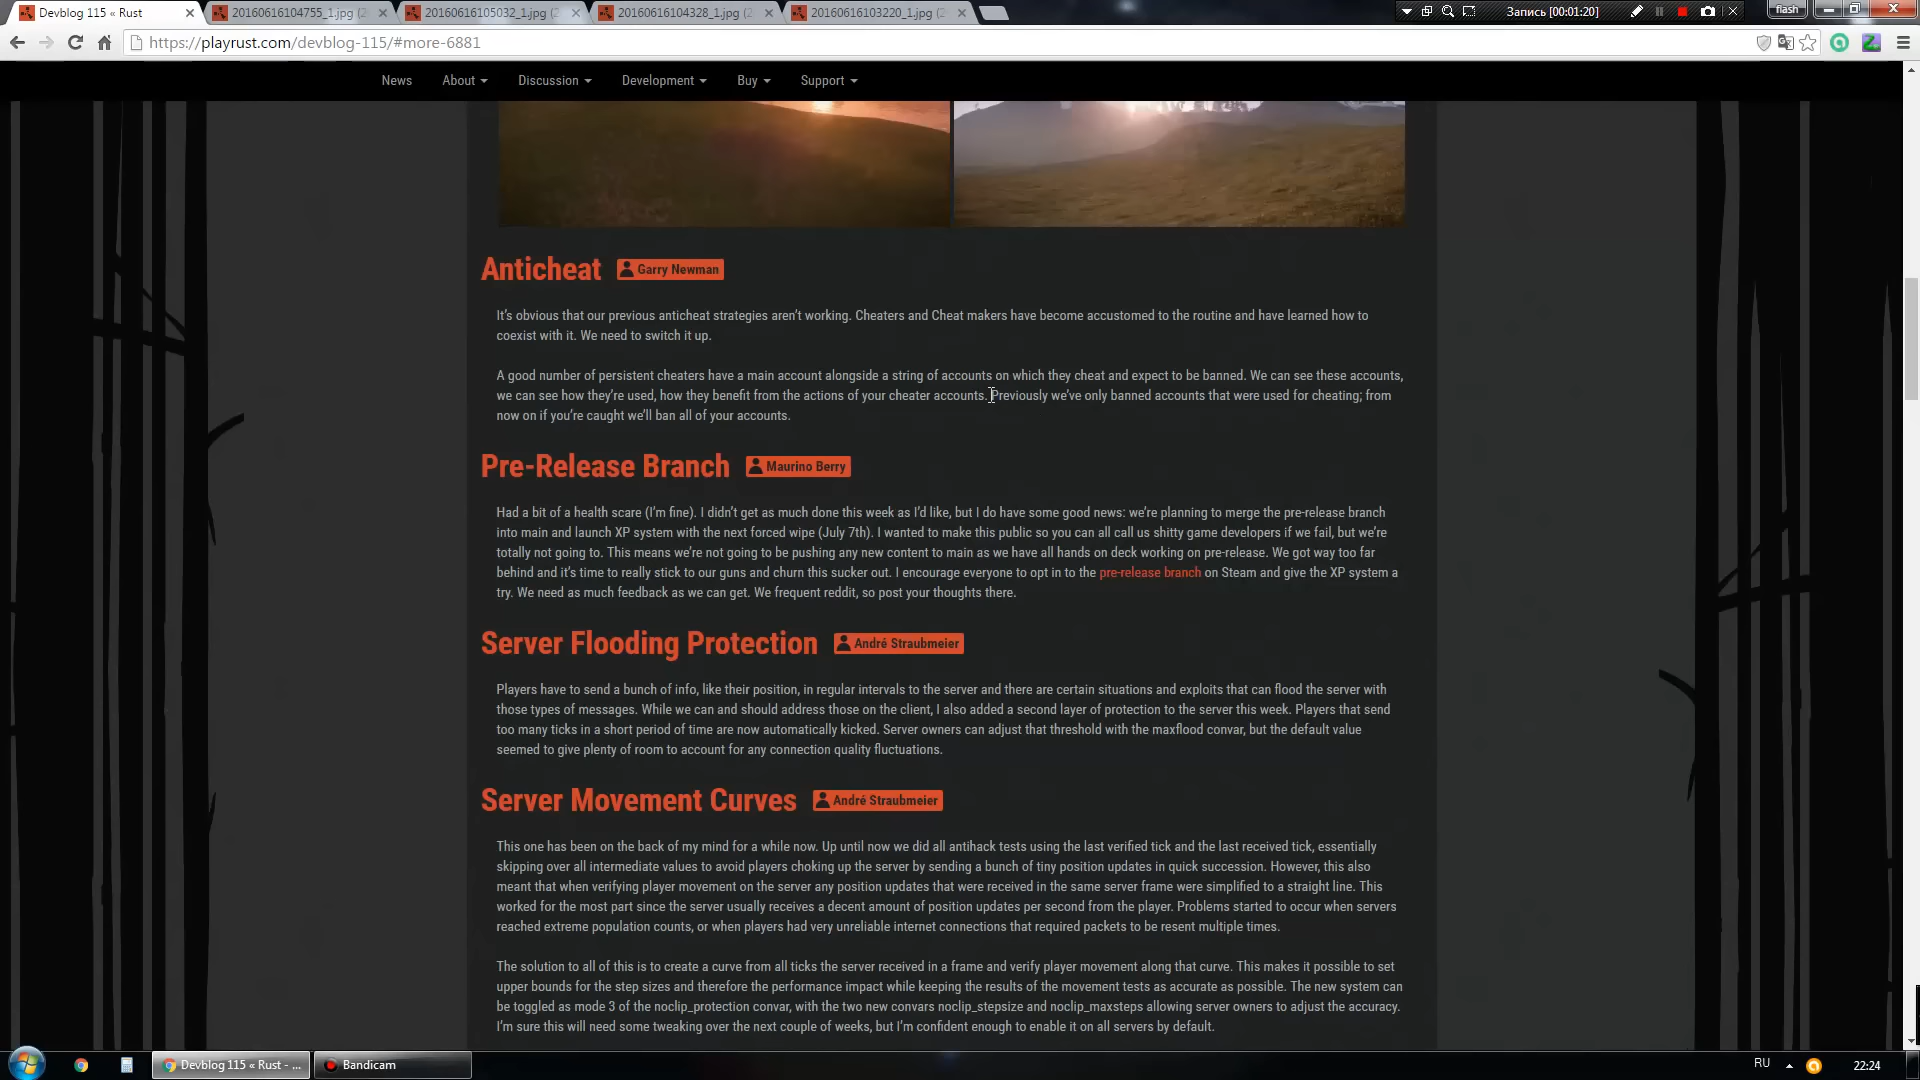 Devblog 115 « Rust
20160616104755_1.jpg (2
20160616105032_1.jpg (2
20160616104328_1.jpg (2
20160616103220_1.jpg (2
Запись [00:01:20]
flash
https://playrust.com/devblog-115/#more-6881
News About Discussion Development Buy Support
Anticheat Garry Newman
It's obvious that our previous anticheat strategies aren't working. Cheaters and Cheat makers have become accustomed to the routine and have learned how to
coexist with it. We need to switch it up.
A good number of persistent cheaters have a main account alongside a string of accounts on which they cheat and expect to be banned. We can see these accounts,
we can see how they're used, how they benefit from the actions of your cheater accounts. Previously we've only banned accounts that were used for cheating; from
now on if you're caught we'll ban all of your accounts.
Pre-Release Branch Maurino Berry
Had a bit of a health scare (I'm fine). I didn't get as much done this week as I'd like, but I do have some good news: we're planning to merge the pre-release branch
into main and launch XP system with the next forced wipe (July 7th). I wanted to make this public so you can all call us shitty game developers if we fail, but we're
totally not going to. This means we're not going to be pushing any new content to main as we have all hands on deck working on pre-release. We got way too far
behind and it's time to really stick to our guns and churn this sucker out. I encourage everyone to opt in to the pre-release branch on Steam and give the XP system a
try. We need as much feedback as we can get. We frequent reddit, so post your thoughts there.
Server Flooding Protection André Straubmeier
Players have to send a bunch of info, like their position, in regular intervals to the server and there are certain situations and exploits that can flood the server with
those types of messages. While we can and should address those on the client, I also added a second layer of protection to the server this week. Players that send
too many ticks in a short period of time are now automatically kicked. Server owners can adjust that threshold with the maxflood convar, but the default value
seemed to give plenty of room to account for any connection quality fluctuations.
Server Movement Curves André Straubmeier
This one has been on the back of my mind for a while now. Up until now we did all antihack tests using the last verified tick and the last received tick, essentially
skipping over all intermediate values to avoid players choking up the server by sending a bunch of tiny position updates in quick succession. However, this also
meant that when verifying player movement on the server any position updates that were received in the same server frame were simplified to a straight line. This
worked for the most part since the server usually receives a decent amount of position updates per second from the player. Problems started to occur when servers
reached extreme population counts, or when players had very unreliable internet connections that required packets to be resent multiple times.
The solution to all of this is to create a curve from all ticks the server received in a frame and verify player movement along that curve. This makes it possible to set
upper bounds for the step sizes and therefore the performance impact while keeping the results of the movement tests as accurate as possible. The new system can
be toggled as mode 3 of the noclip_protection convar, with the two new convars noclip_stepsize and noclip_maxsteps allowing server owners to adjust the accuracy.
I'm sure this will need some tweaking over the next couple of weeks, but I'm confident enough to enable it on all servers by default.
Devblog 115 « Rust - ...
Bandicam
RU
22:24